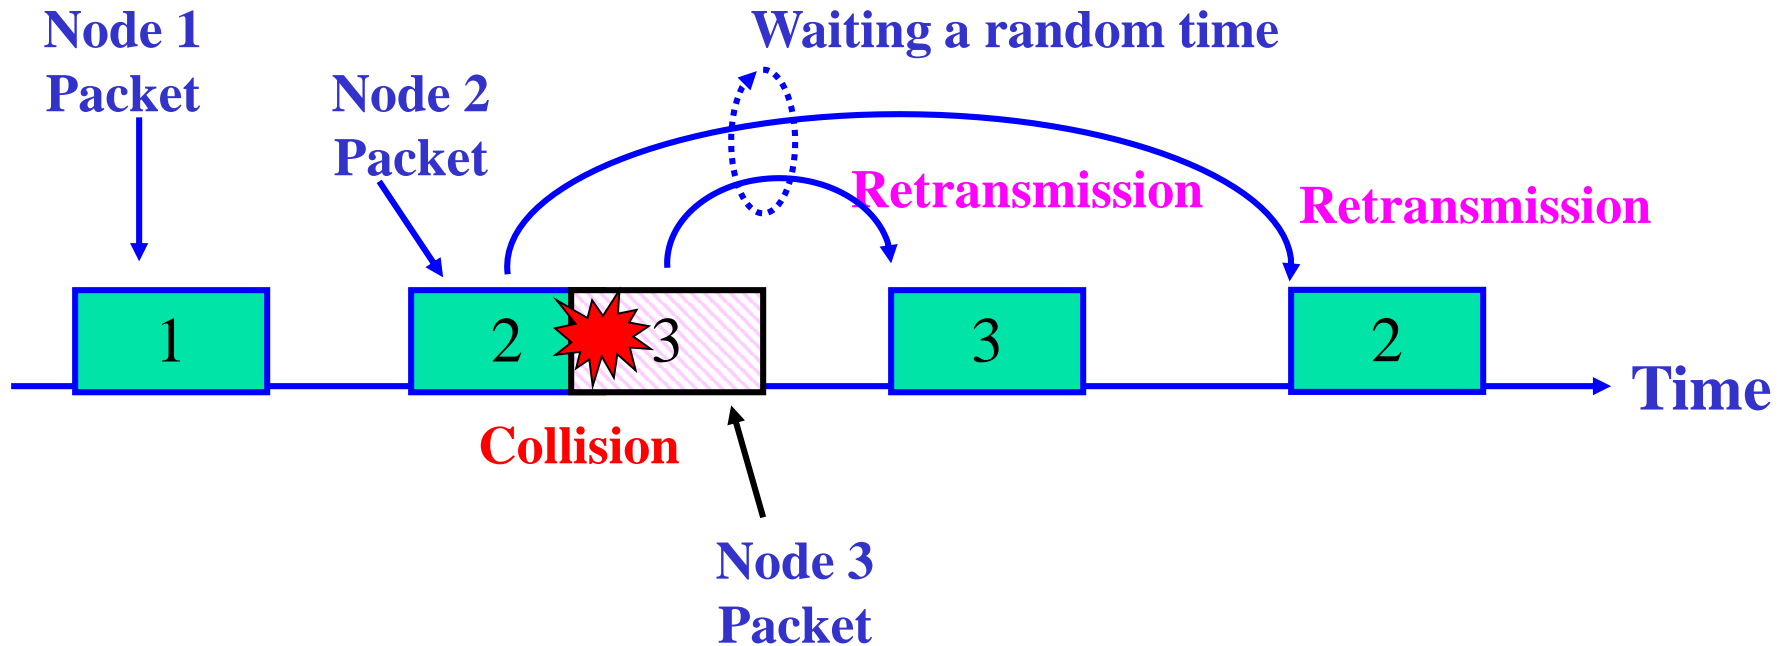 Node 1
Packet
Node 2
Packet
Waiting a random time
Retransmission
Retransmission
1
2
3
3
2
Time
Collision
Node 3
Packet